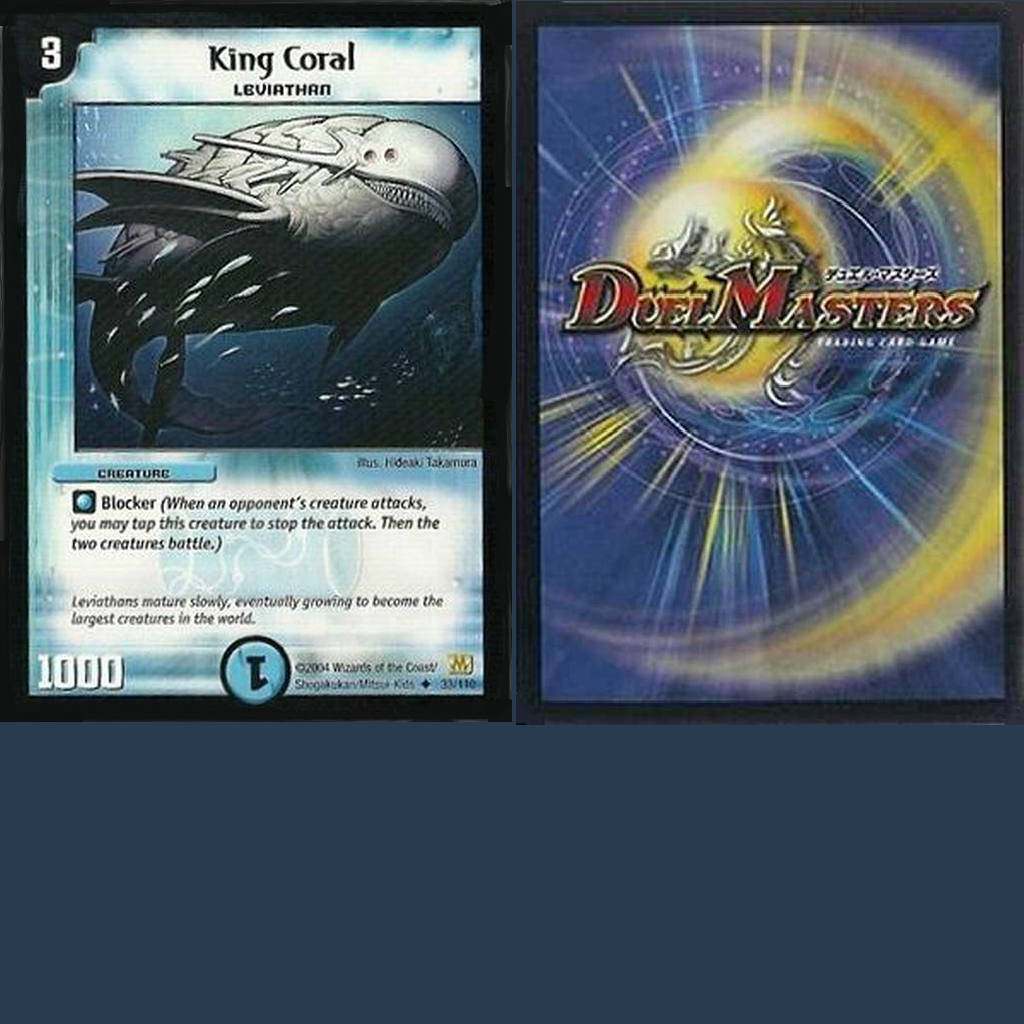 3
King Coral
LEVIATHAN
illus. Hideaki Takamura
CREATURE
Blocker (When an opponent's creature attacks,
you may tap this creature to stop the attack. Then the
two creatures battle.)
Leviathans mature slowly, eventually growing to become the
largest creatures in the world.
1000
1
©2004 Wizards of the Coast/
Shogakukan/Mitsui-Kids 33/110
デュエル・マスターズ
DUEL MASTERS
TRADING CARD GAME